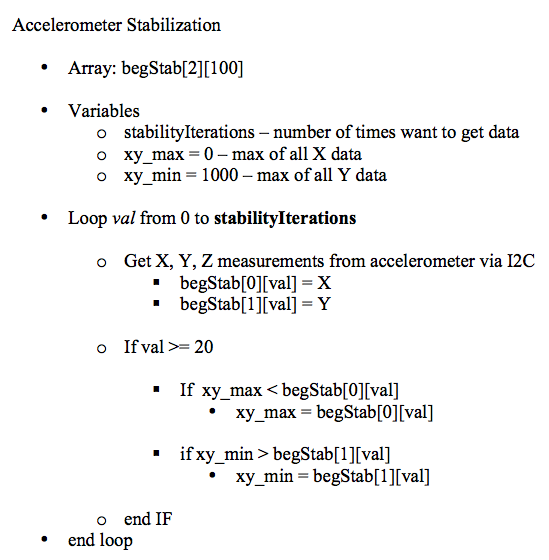 Accelerometer Stabilization
• Array: begStab[2][100]
• Variables
o stabilityIterations – number of times want to get data
o xy_max = 0 – max of all X data
o xy_min = 1000 – max of all Y data
• Loop val from 0 to stabilityIterations
o Get X, Y, Z measurements from accelerometer via I2C
▪ begStab[0][val] = X
▪ begStab[1][val] = Y
o If val >= 20
▪ If xy_max < begStab[0][val]
• xy_max = begStab[0][val]
▪ if xy_min > begStab[1][val]
• xy_min = begStab[1][val]
o end IF
• end loop